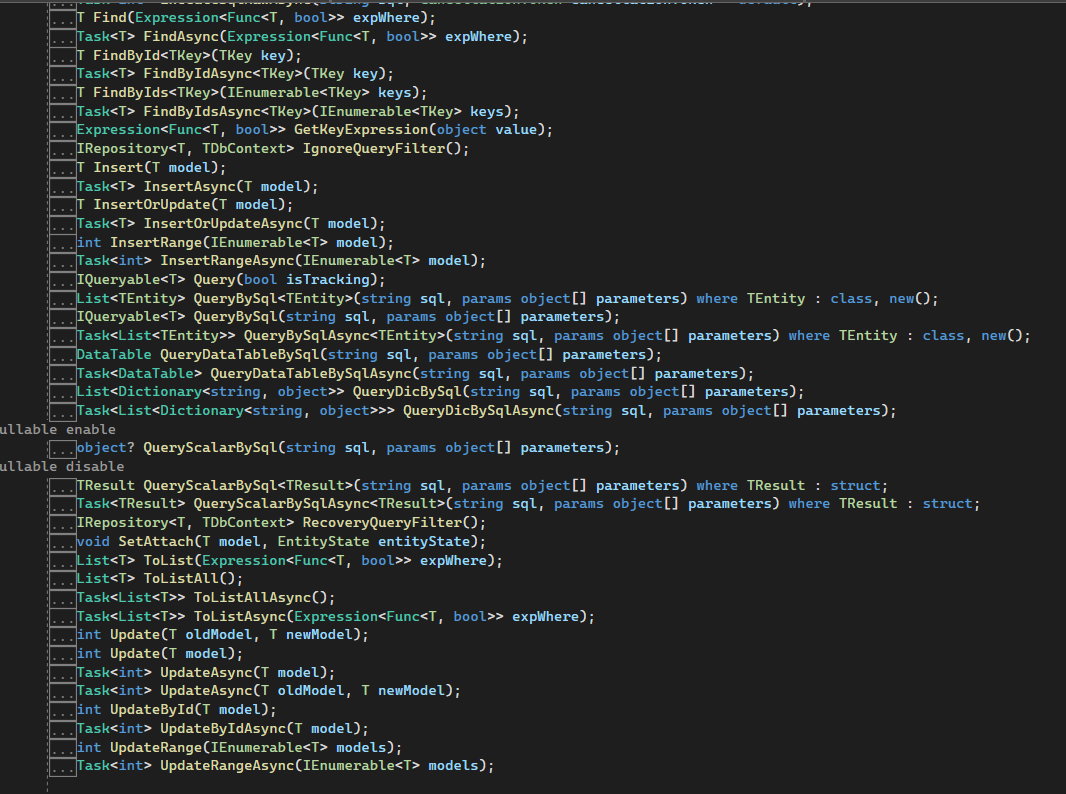 ...T Find(Expression<Func<T, bool>> expWhere);
...Task<T> FindAsync(Expression<Func<T, bool>> expWhere);
...T FindById<TKey>(TKey key);
...Task<T> FindByIdAsync<TKey>(TKey key);
...T FindByIds<TKey>(IEnumerable<TKey> keys);
...Task<T> FindByIdsAsync<TKey>(IEnumerable<TKey> keys);
...Expression<Func<T, bool>> GetKeyExpression(object value);
...IRepository<T, TDbContext> IgnoreQueryFilter();
...T Insert(T model);
...Task<T> InsertAsync(T model);
...T InsertOrUpdate(T model);
...Task<T> InsertOrUpdateAsync(T model);
...int InsertRange(IEnumerable<T> model);
...Task<int> InsertRangeAsync(IEnumerable<T> model);
...IQueryable<T> Query(bool isTracking);
...List<TEntity> QueryBySql<TEntity>(string sql, params object[] parameters) where TEntity : class, new();
...IQueryable<T> QueryBySql(string sql, params object[] parameters);
...Task<List<TEntity>> QueryBySqlAsync<TEntity>(string sql, params object[] parameters) where TEntity : class, new();
...DataTable QueryDataTableBySql(string sql, params object[] parameters);
...Task<DataTable> QueryDataTableBySqlAsync(string sql, params object[] parameters);
...List<Dictionary<string, object>> QueryDicBySql(string sql, params object[] parameters);
...Task<List<Dictionary<string, object>>> QueryDicBySqlAsync(string sql, params object[] parameters);
ullable enable
...object? QueryScalarBySql(string sql, params object[] parameters);
ullable disable
...TResult QueryScalarBySql<TResult>(string sql, params object[] parameters) where TResult : struct;
...Task<TResult> QueryScalarBySqlAsync<TResult>(string sql, params object[] parameters) where TResult : struct;
...IRepository<T, TDbContext> RecoveryQueryFilter();
...void SetAttach(T model, EntityState entityState);
...List<T> ToList(Expression<Func<T, bool>> expWhere);
...List<T> ToListAll();
...Task<List<T>> ToListAllAsync();
...Task<List<T>> ToListAsync(Expression<Func<T, bool>> expWhere);
...int Update(T oldModel, T newModel);
...int Update(T model);
...Task<int> UpdateAsync(T model);
...Task<int> UpdateAsync(T oldModel, T newModel);
...int UpdateById(T model);
...Task<int> UpdateByIdAsync(T model);
...int UpdateRange(IEnumerable<T> models);
...Task<int> UpdateRangeAsync(IEnumerable<T> models);